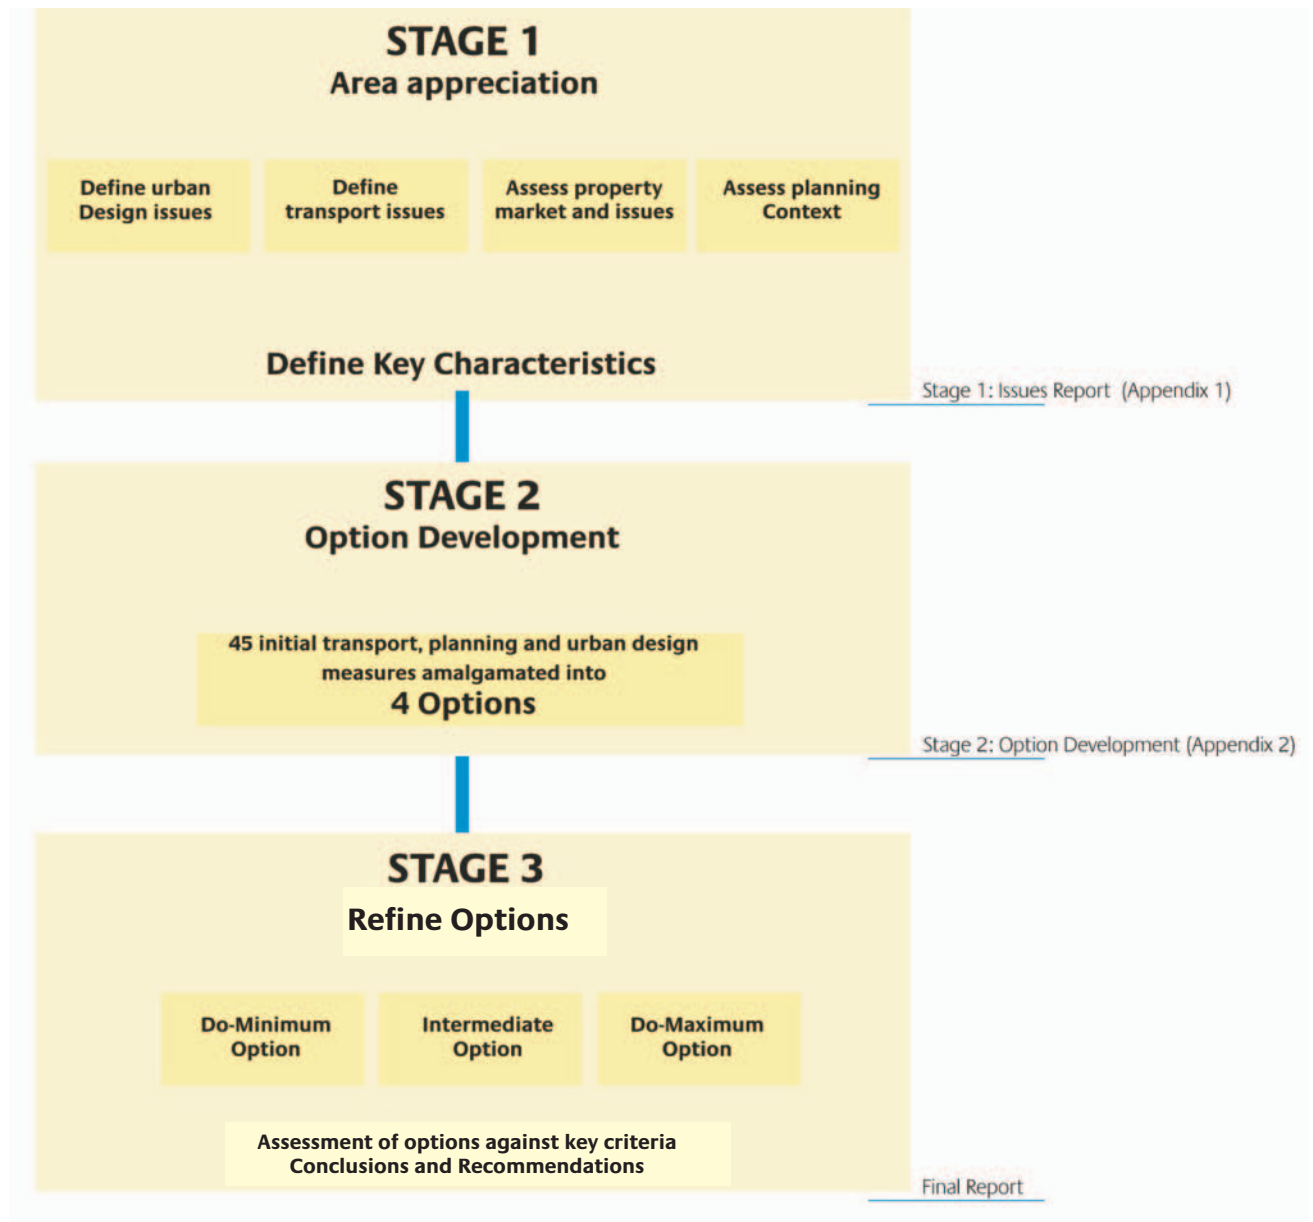 STAGE 1
Area appreciation
Define urban
Design issues
Define
transport issues
Assess property
market and issues
Assess planning
Context
Define Key Characteristics
Stage 1: Issues Report (Appendix 1)
STAGE 2
Option Development
45 initial transport, planning and urban design
measures amalgamated into
4 Options
Stage 2: Option Development (Appendix 2)
STAGE 3
Refine Options
Do-Minimum
Option
Intermediate
Option
Do-Maximum
Option
Assessment of options against key criteria
Conclusions and Recommendations
Final Report